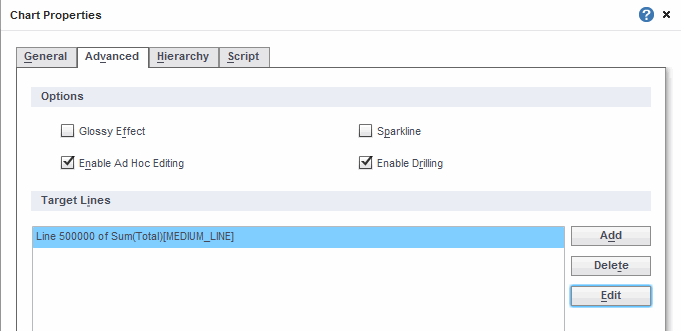 Chart Properties
General Advanced Hierarchy Script
Options
Glossy Effect Sparkline
Enable Ad Hoc Editing Enable Drilling
Target Lines
Line 500000 of Sum(Total)[MEDIUM_LINE] Add
Delete
Edit